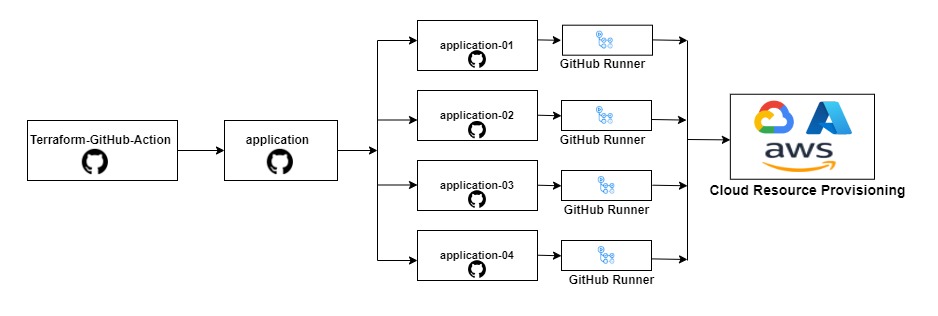 Terraform-GitHub-Action
application
application-01
GitHub Runner
application-02
GitHub Runner
application-03
GitHub Runner
application-04
GitHub Runner
aws
Cloud Resource Provisioning